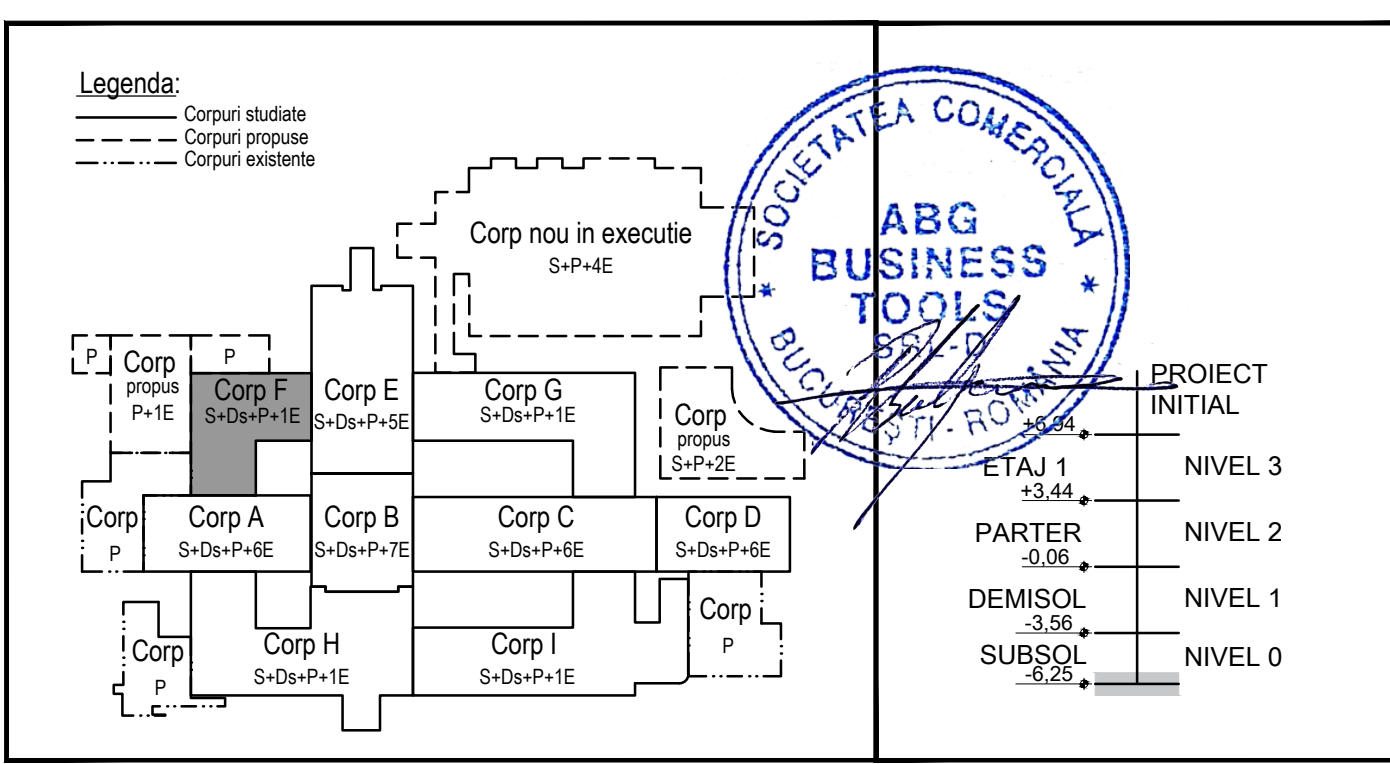 Legenda:
Corpuri studiate
Corpuri propuse
Corpuri existente
Corp nou in executie
S+P+4E
P
Corp
propus
P+1E
P
Corp F
S+Ds+P+1E
Corp E
S+Ds+P+5E
Corp G
S+Ds+P+1E
Corp
propus
S+P+2E
Corp
P
Corp A
S+Ds+P+6E
Corp B
S+Ds+P+7E
Corp C
S+Ds+P+6E
Corp D
S+Ds+P+6E
Corp
P
Corp H
S+Ds+P+1E
Corp I
S+Ds+P+1E
Corp
P
* SOCIETATEA COMERCIALĂ *
ABG
BUSINESS
TOOLS
SRL-D
BUCUREŞTI - ROMÂNIA
PROIECT
INITIAL
+6,94
ETAJ 1
NIVEL 3
+3,44
PARTER
NIVEL 2
-0,06
DEMISOL
NIVEL 1
-3,56
SUBSOL
NIVEL 0
-6,25